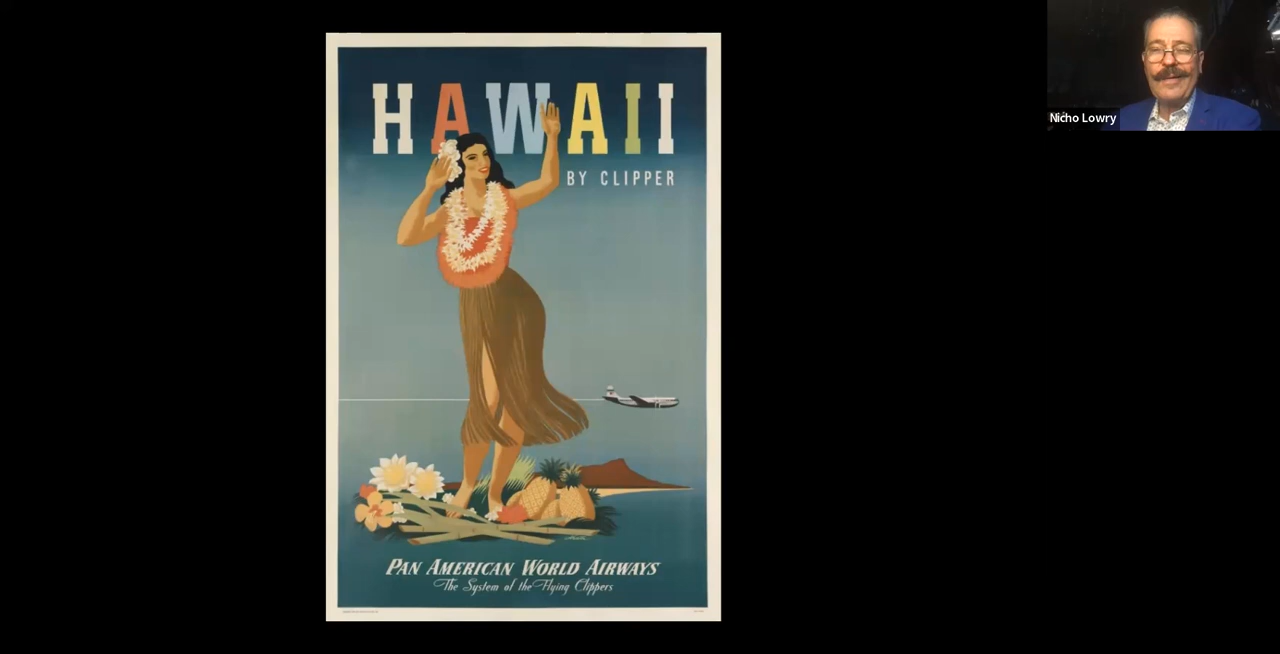 HAWAII
BY CLIPPER
PAN AMERICAN WORLD AIRWAYS
The System of the Flying Clippers
Nicho Lowry